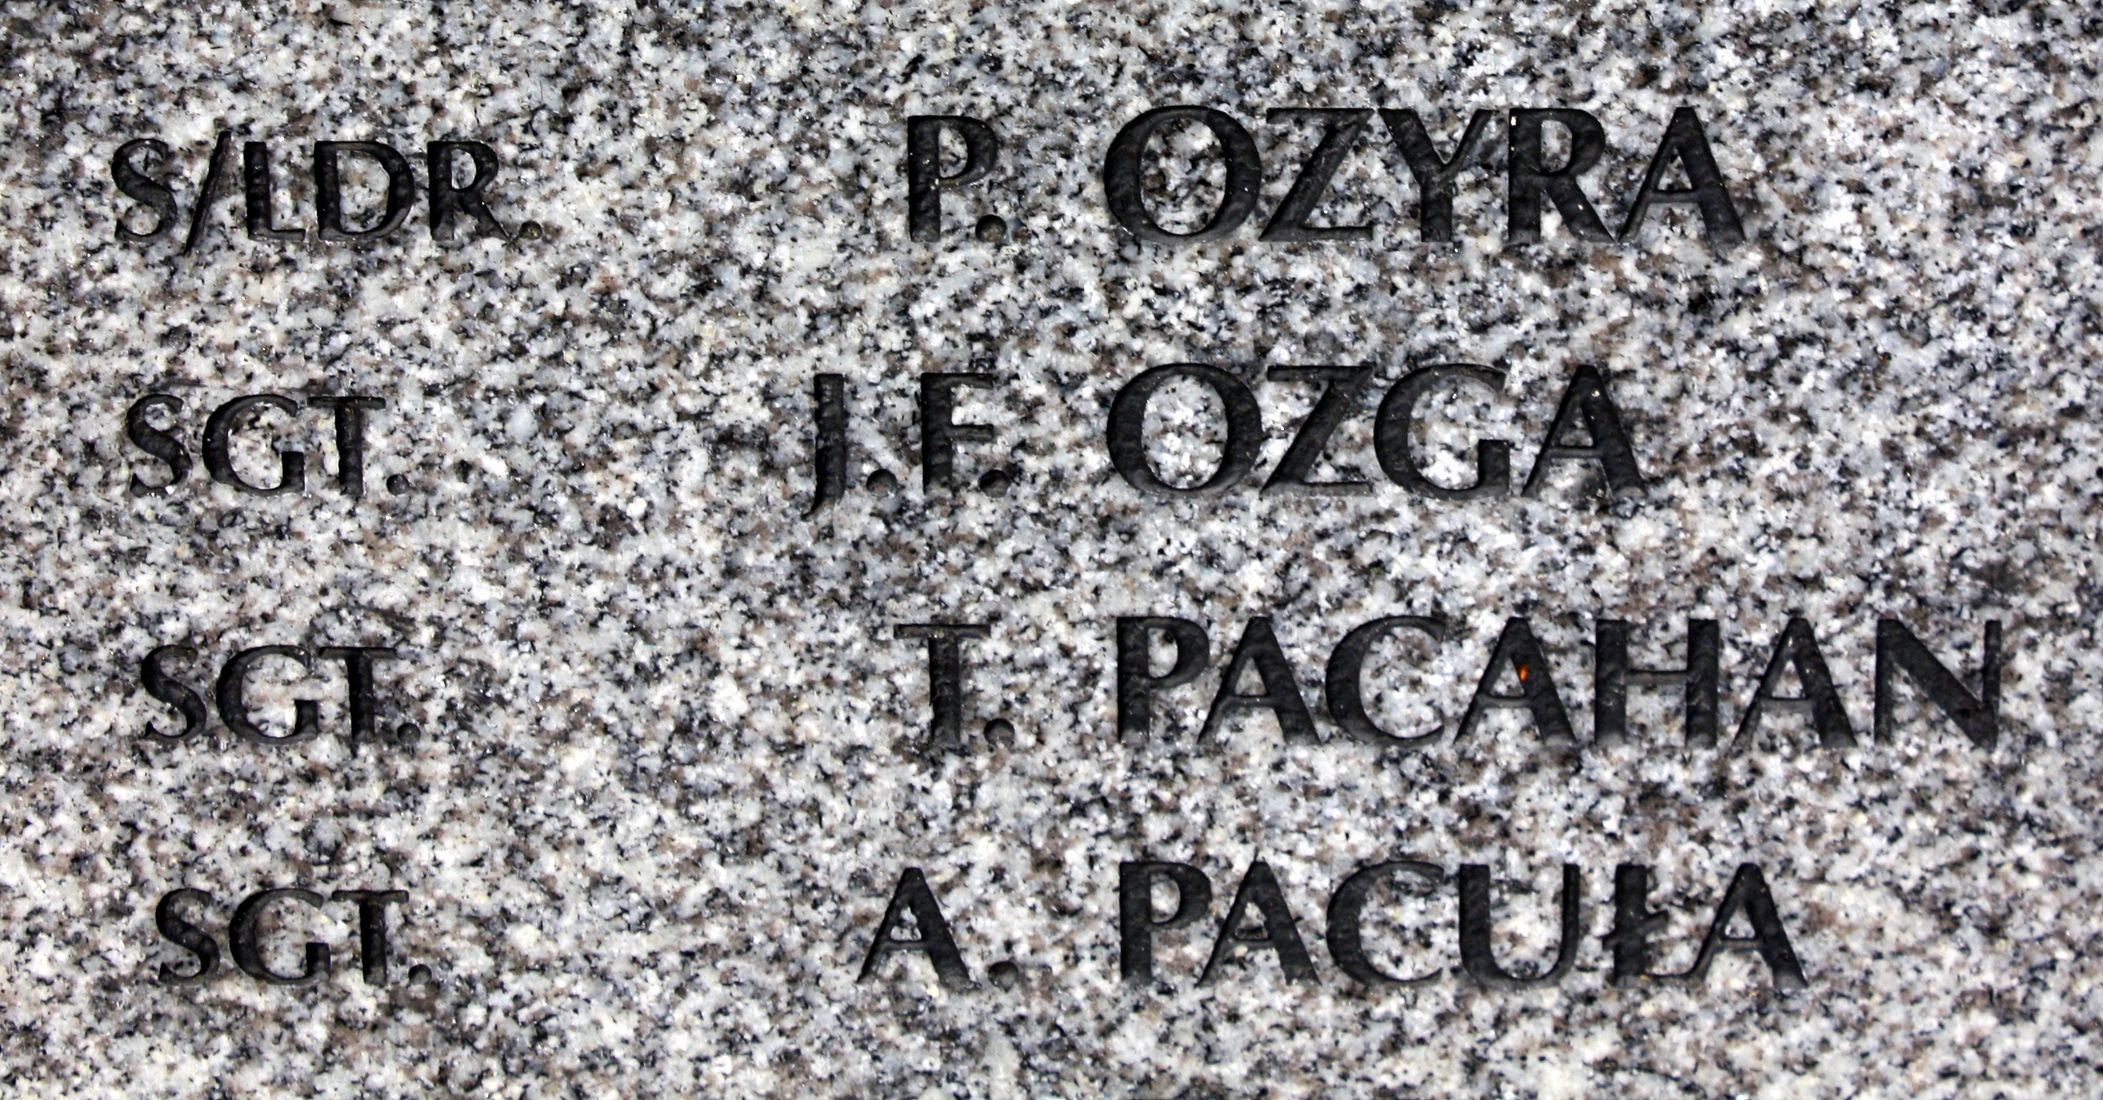 S/LDR. P. OZYRA
SGT. J.F. OZGA
SGT. T. PACAHAN
SGT. A. PACUŁA